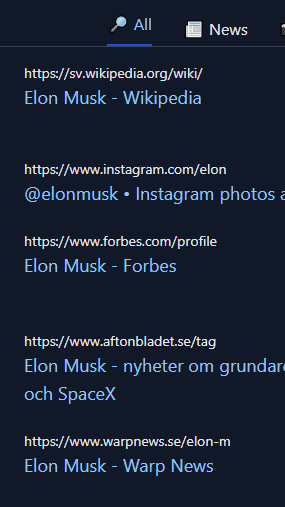 All
News
https://sv.wikipedia.org/wiki/
Elon Musk - Wikipedia
https://www.instagram.com/elon
@elonmusk • Instagram photos a
https://www.forbes.com/profile
Elon Musk - Forbes
https://www.aftonbladet.se/tag
Elon Musk - nyheter om grundare
och SpaceX
https://www.warpnews.se/elon-m
Elon Musk - Warp News